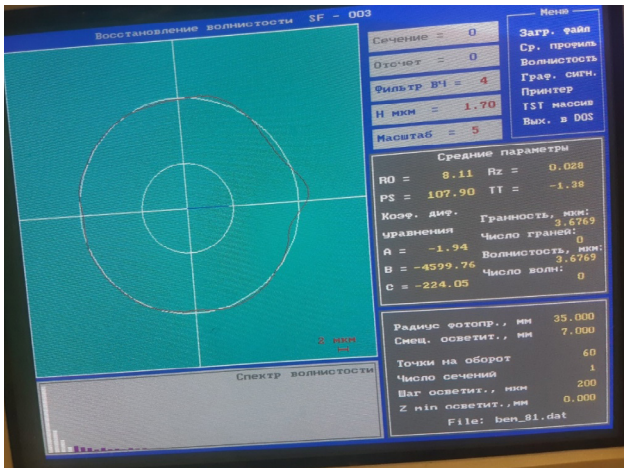 Восстановление волнистости SF - 003
Сечение = 0
Отсчет = 0
Фильтр ВЧ = 4
Н мкм = 1.70
Масштаб = 5
Меню
Загр. файл
Ср. профиль
Волнистость
Граф. сигн.
Принтер
TST массив
Вых. в DOS
Средние параметры
RO = 8.11 Rz = 0.028
PS = 107.90 TT = -1.38
Коэф. диф.
уравнения
A = -1.94
B = -4599.76
C = -224.05
Гранность, мкм:
3.6769
Число граней:
0
Волнистость, мкм:
3.6769
Число волн:
0
2 мкм
Спектр волнистости
Радиус фотопр., мм 35.000
Смещ. осветит., мм 7.000
Точки на оборот 60
Число сечений 1
Шаг осветит., мкм 200
Z min осветит.,мм 0.000
File: bem_81.dat